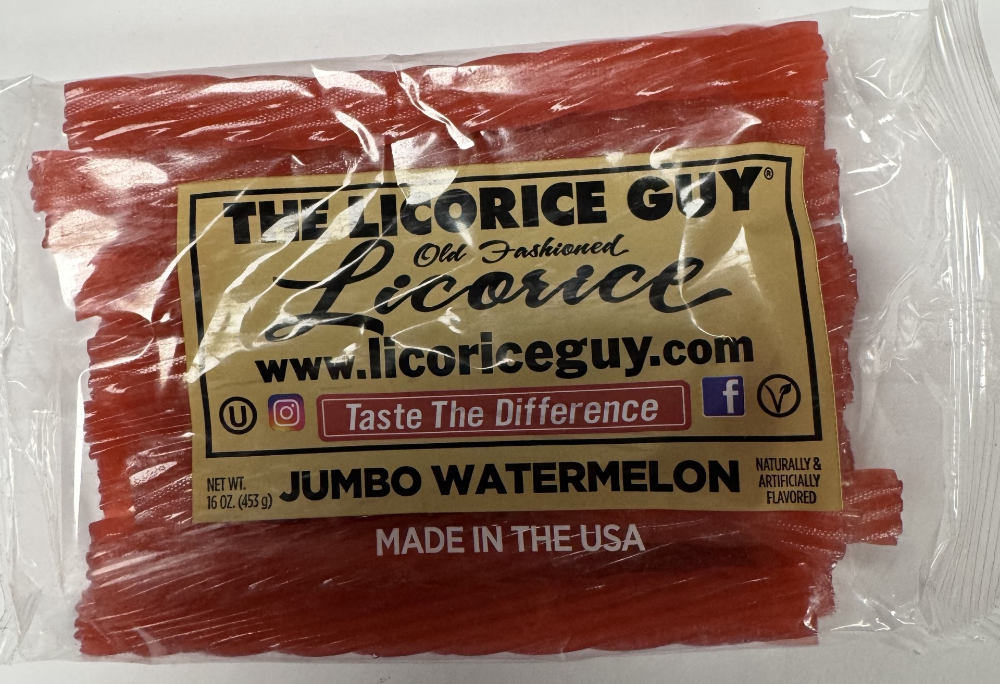 THE LICORICE GUY®
Old Fashioned
Licorice
www.licoriceguy.com
U
Taste The Difference
f
V
NET WT.
16 OZ. (453 g)
JUMBO WATERMELON
NATURALLY &
ARTIFICIALLY
FLAVORED
MADE IN THE USA